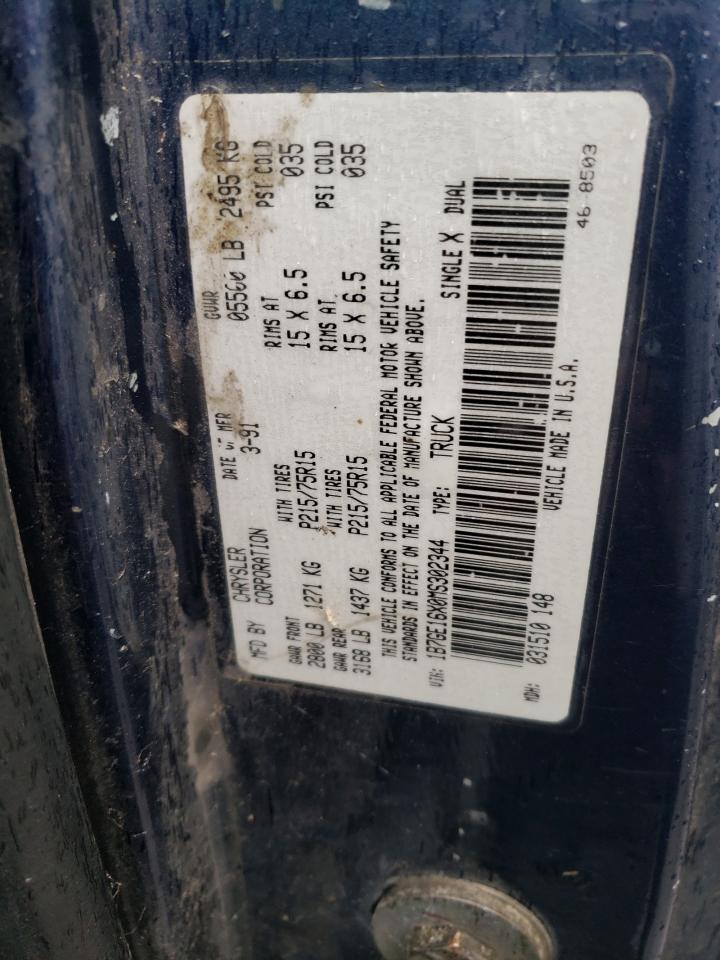 MFD BY CHRYSLER CORPORATION DATE OF MFR 3-91 GVWR 05500 LB 2495 KG
GAWR FRONT WITH TIRES RIMS AT PSI COLD
2800 LB 1271 KG P215/75R15 15 X 6.5 035
GAWR REAR WITH TIRES RIMS AT PSI COLD
3168 LB 1437 KG P215/75R15 15 X 6.5 035
THIS VEHICLE CONFORMS TO ALL APPLICABLE FEDERAL MOTOR VEHICLE SAFETY
STANDARDS IN EFFECT ON THE DATE OF MANUFACTURE SHOWN ABOVE.
VIN: 1B7GE16X0MS302344 TYPE: TRUCK SINGLE X DUAL
VEHICLE MADE IN U.S.A.
MDH: 031510 148 46 8503